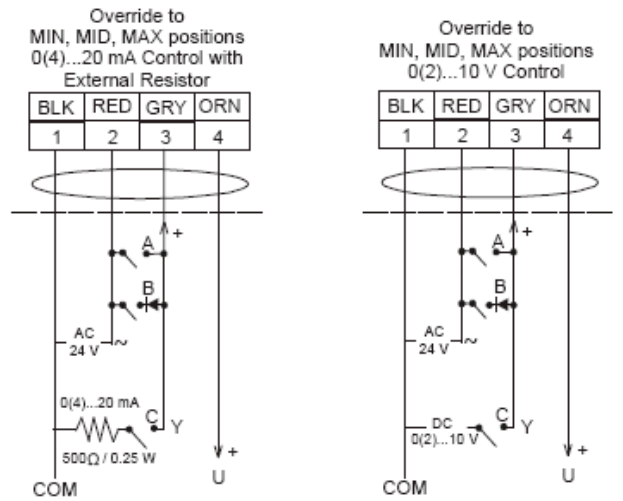 Override to
MIN, MID, MAX positions
0(4)...20 mA Control with
External Resistor
BLK RED GRY ORN
1 2 3 4
A +
B
AC
24 V ~
0(4)...20 mA
C Y
500Ω / 0.25 W
+
U
COM
Override to
MIN, MID, MAX positions
0(2)...10 V Control
BLK RED GRY ORN
1 2 3 4
A +
B
AC
24 V ~
DC
0(2)...10 V
C Y
+
U
COM